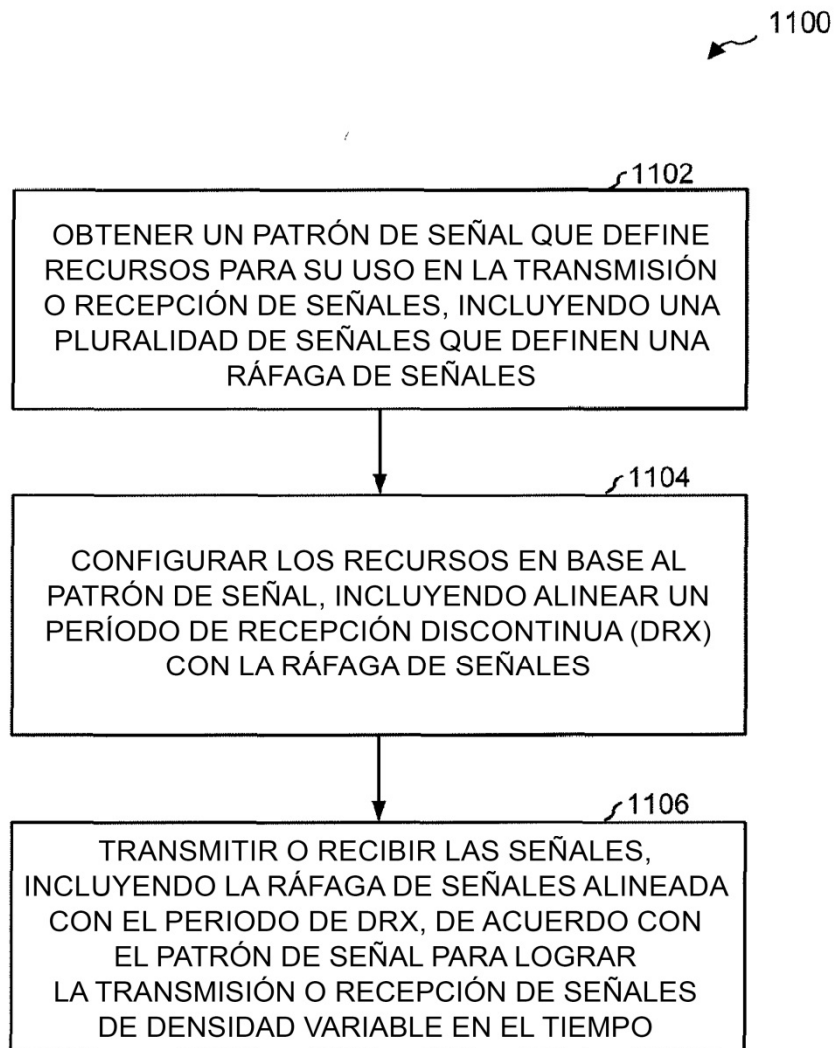 1100
1102
OBTENER UN PATRÓN DE SEÑAL QUE DEFINE
RECURSOS PARA SU USO EN LA TRANSMISIÓN
O RECEPCIÓN DE SEÑALES, INCLUYENDO UNA
PLURALIDAD DE SEÑALES QUE DEFINEN UNA
RÁFAGA DE SEÑALES
1104
CONFIGURAR LOS RECURSOS EN BASE AL
PATRÓN DE SEÑAL, INCLUYENDO ALINEAR UN
PERÍODO DE RECEPCIÓN DISCONTINUA (DRX)
CON LA RÁFAGA DE SEÑALES
1106
TRANSMITIR O RECIBIR LAS SEÑALES,
INCLUYENDO LA RÁFAGA DE SEÑALES ALINEADA
CON EL PERIODO DE DRX, DE ACUERDO CON
EL PATRÓN DE SEÑAL PARA LOGRAR
LA TRANSMISIÓN O RECEPCIÓN DE SEÑALES
DE DENSIDAD VARIABLE EN EL TIEMPO